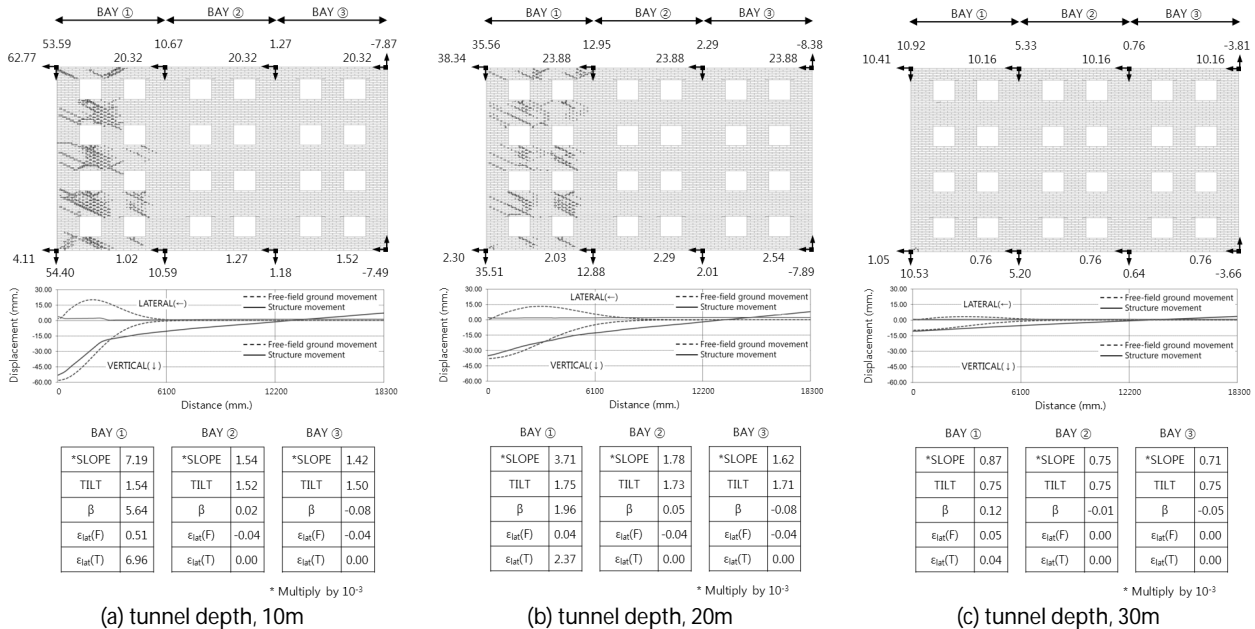 BAY ① BAY ② BAY ③
53.59 10.67 1.27 -7.87
62.77 20.32 20.32 20.32
4.11 1.02 1.27 1.52
54.40 10.59 1.18 -7.49
30.00
15.00
0.00
-15.00
-30.00
-45.00
-60.00
Displacement (mm.)
LATERAL(←)
Free-field ground movement
Structure movement
Free-field ground movement
Structure movement
VERTICAL(↓)
0 6100 12200 18300
Distance (mm.)
BAY ① BAY ② BAY ③
*SLOPE 7.19 *SLOPE 1.54 *SLOPE 1.42
TILT 1.54 TILT 1.52 TILT 1.50
β 5.64 β 0.02 β -0.08
εlat(F) 0.51 εlat(F) -0.04 εlat(F) -0.04
εlat(T) 6.96 εlat(T) 0.00 εlat(T) 0.00
* Multiply by 10-3
(a) tunnel depth, 10m
BAY ① BAY ② BAY ③
35.56 12.95 2.29 -8.38
38.34 23.88 23.88 23.88
2.30 2.03 2.29 2.54
35.51 12.88 2.01 -7.89
30.00
15.00
0.00
-15.00
-30.00
-45.00
-60.00
Displacement (mm.)
LATERAL(←)
Free-field ground movement
Structure movement
Free-field ground movement
Structure movement
VERTICAL(↓)
0 6100 12200 18300
Distance (mm.)
BAY ① BAY ② BAY ③
*SLOPE 3.71 *SLOPE 1.78 *SLOPE 1.62
TILT 1.75 TILT 1.73 TILT 1.71
β 1.96 β 0.05 β -0.08
εlat(F) 0.04 εlat(F) -0.04 εlat(F) -0.04
εlat(T) 2.37 εlat(T) 0.00 εlat(T) 0.00
* Multiply by 10-3
(b) tunnel depth, 20m
BAY ① BAY ② BAY ③
10.92 5.33 0.76 -3.81
10.41 10.16 10.16 10.16
1.05 0.76 0.76 0.76
10.53 5.20 0.64 -3.66
30.00
15.00
0.00
-15.00
-30.00
-45.00
-60.00
Displacement (mm.)
LATERAL(←)
Free-field ground movement
Structure movement
Free-field ground movement
Structure movement
VERTICAL(↓)
0 6100 12200 18300
Distance (mm.)
BAY ① BAY ② BAY ③
*SLOPE 0.87 *SLOPE 0.75 *SLOPE 0.71
TILT 0.75 TILT 0.75 TILT 0.75
β 0.12 β -0.01 β -0.05
εlat(F) 0.05 εlat(F) 0.00 εlat(F) 0.00
εlat(T) 0.04 εlat(T) 0.00 εlat(T) 0.00
* Multiply by 10-3
(c) tunnel depth, 30m